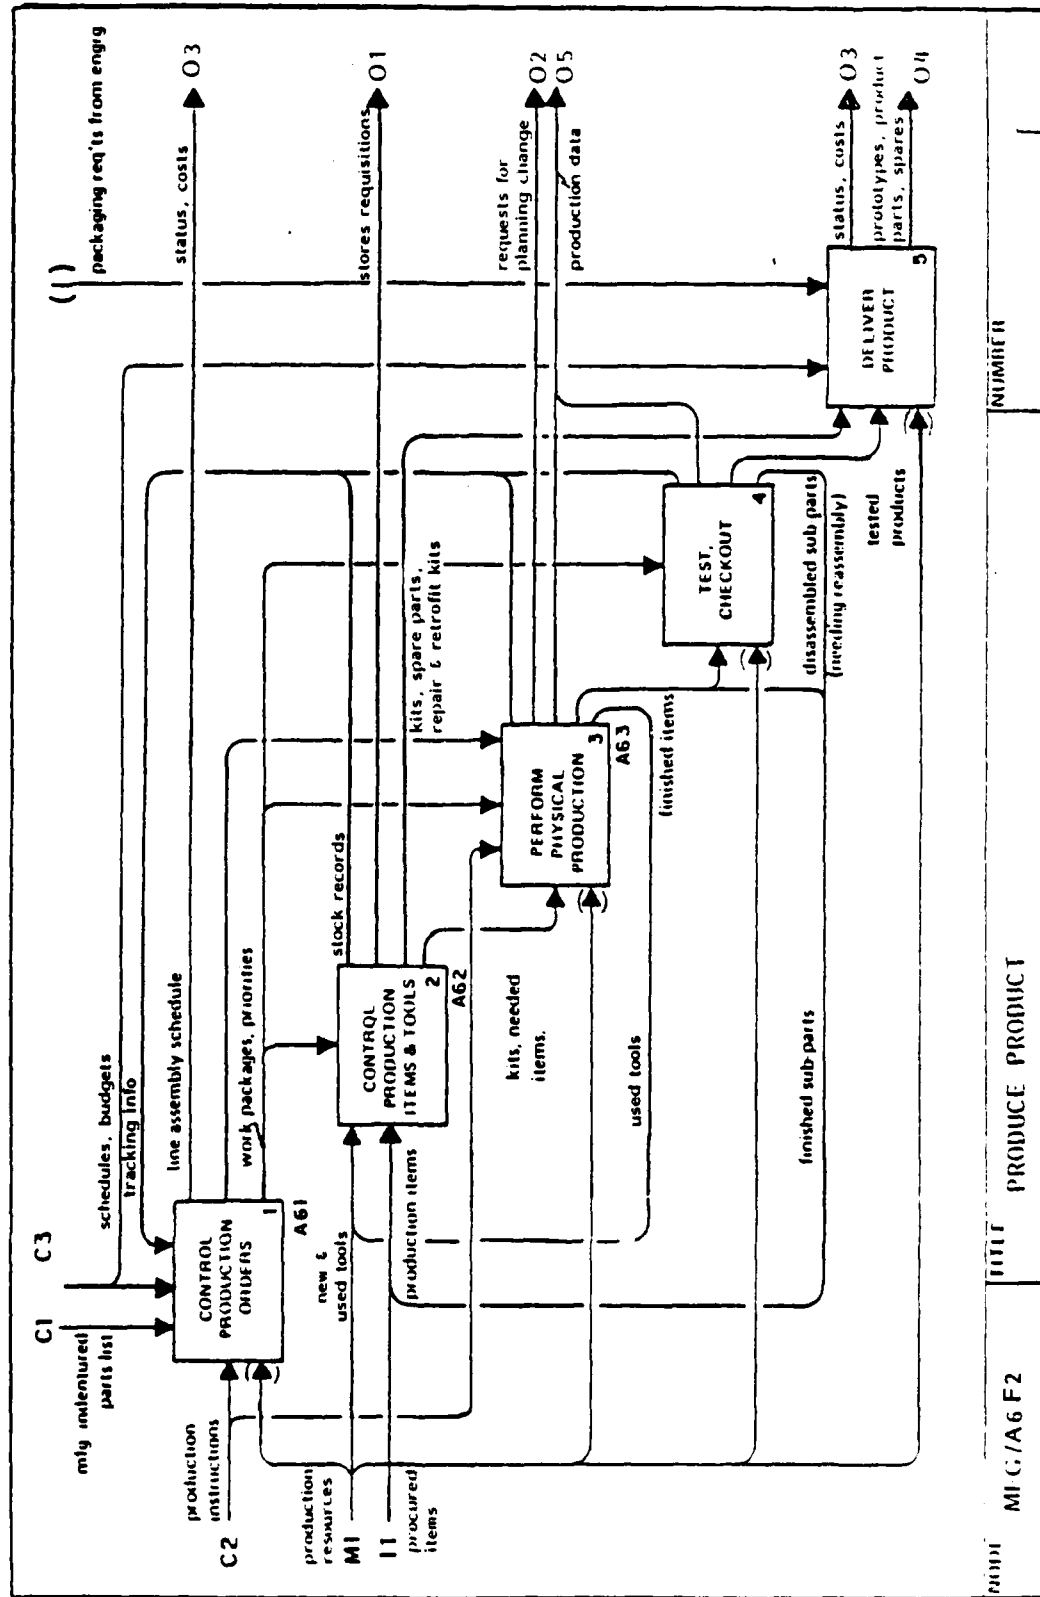 C1
C3
mfg indentured
parts list
schedules, budgets
tracking info
packaging req'ts from engrg
status, costs
O3
line assembly schedule
work packages, priorities
CONTROL
PRODUCTION
ORDERS
1
A61
C2
production
instructions
production
resources
M1
I1
procured
items
new &
used tools
production items
stock records
stores requisitions
O1
kits, spare parts,
repair & retrofit kits
CONTROL
PRODUCTION
ITEMS & TOOLS
2
A62
kits, needed
items.
requests for
planning change
O2
O5
production data
PERFORM
PHYSICAL
PRODUCTION
3
A63
used tools
finished items
finished sub parts
TEST,
CHECKOUT
4
disassembled sub parts
(needing reassembly)
tested
products
DELIVER
PRODUCT
5
status, costs
O3
prototypes, product
parts, spares
O4
NODE
MFG/A6 F2
TITLE
PRODUCE PRODUCT
NUMBER